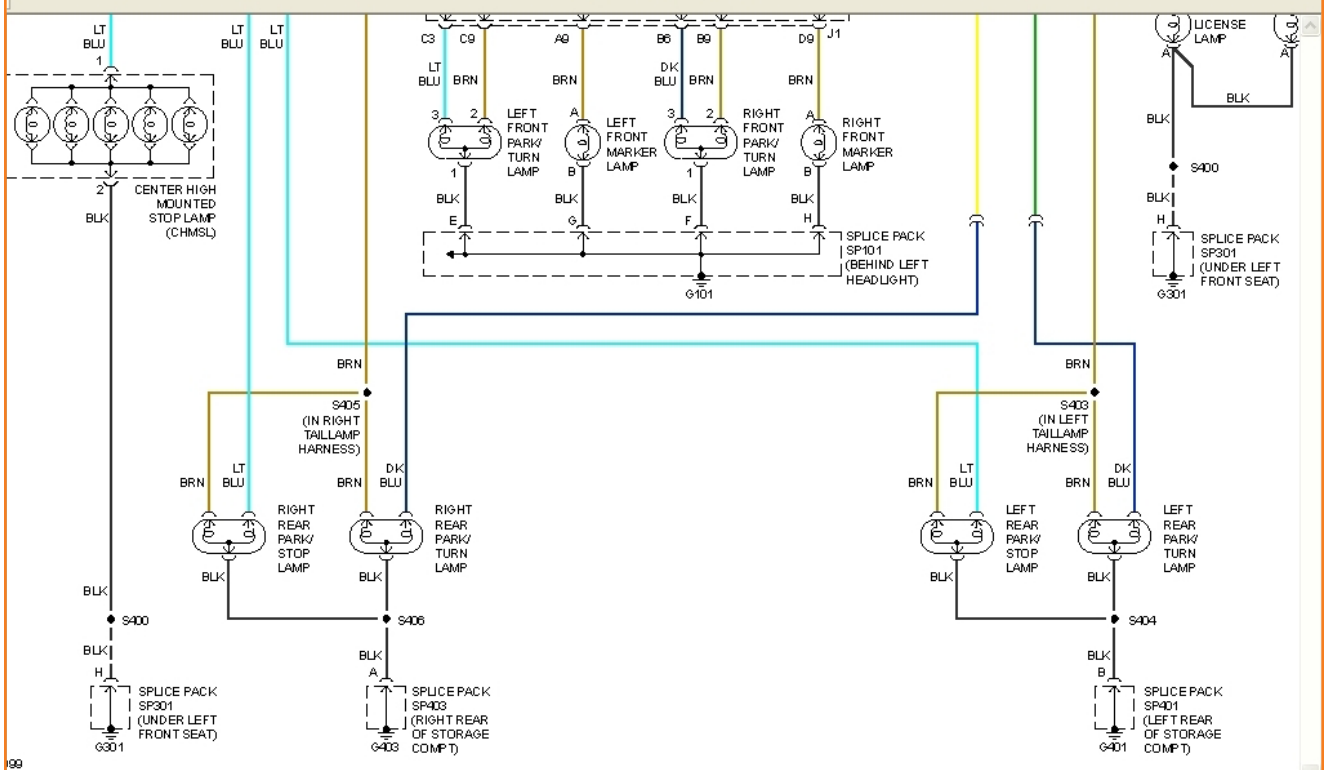 LT
BLU
1
LT
BLU
LT
BLU
C3
C9
A9
B6
B9
D9
J1
LT
BLU
BRN
BRN
DK
BLU
BRN
BRN
3
2
LEFT
FRONT
PARK/
TURN
LAMP
1
A
LEFT
FRONT
MARKER
LAMP
B
3
2
RIGHT
FRONT
PARK/
TURN
LAMP
1
A
RIGHT
FRONT
MARKER
LAMP
B
LICENSE
LAMP
A
A
BLK
BLK
S400
BLK
H
SPLICE PACK
SP301
(UNDER LEFT
FRONT SEAT)
G301
2
CENTER HIGH
MOUNTED
STOP LAMP
(CHMSL)
BLK
BLK
BLK
BLK
BLK
E
G
F
H
SPLICE PACK
SP101
(BEHIND LEFT
HEADLIGHT)
G101
BRN
S405
(IN RIGHT
TAILLAMP
HARNESS)
BRN
S403
(IN LEFT
TAILLAMP
HARNESS)
BRN
LT
BLU
BRN
DK
BLU
BRN
LT
BLU
BRN
DK
BLU
RIGHT
REAR
PARK/
STOP
LAMP
RIGHT
REAR
PARK/
TURN
LAMP
LEFT
REAR
PARK/
STOP
LAMP
LEFT
REAR
PARK/
TURN
LAMP
BLK
BLK
BLK
BLK
BLK
S400
S406
S404
BLK
BLK
BLK
H
A
B
SPLICE PACK
SP301
(UNDER LEFT
FRONT SEAT)
G301
SPLICE PACK
SP403
(RIGHT REAR
OF STORAGE
COMPT)
G403
SPLICE PACK
SP401
(LEFT REAR
OF STORAGE
COMPT)
G401
99